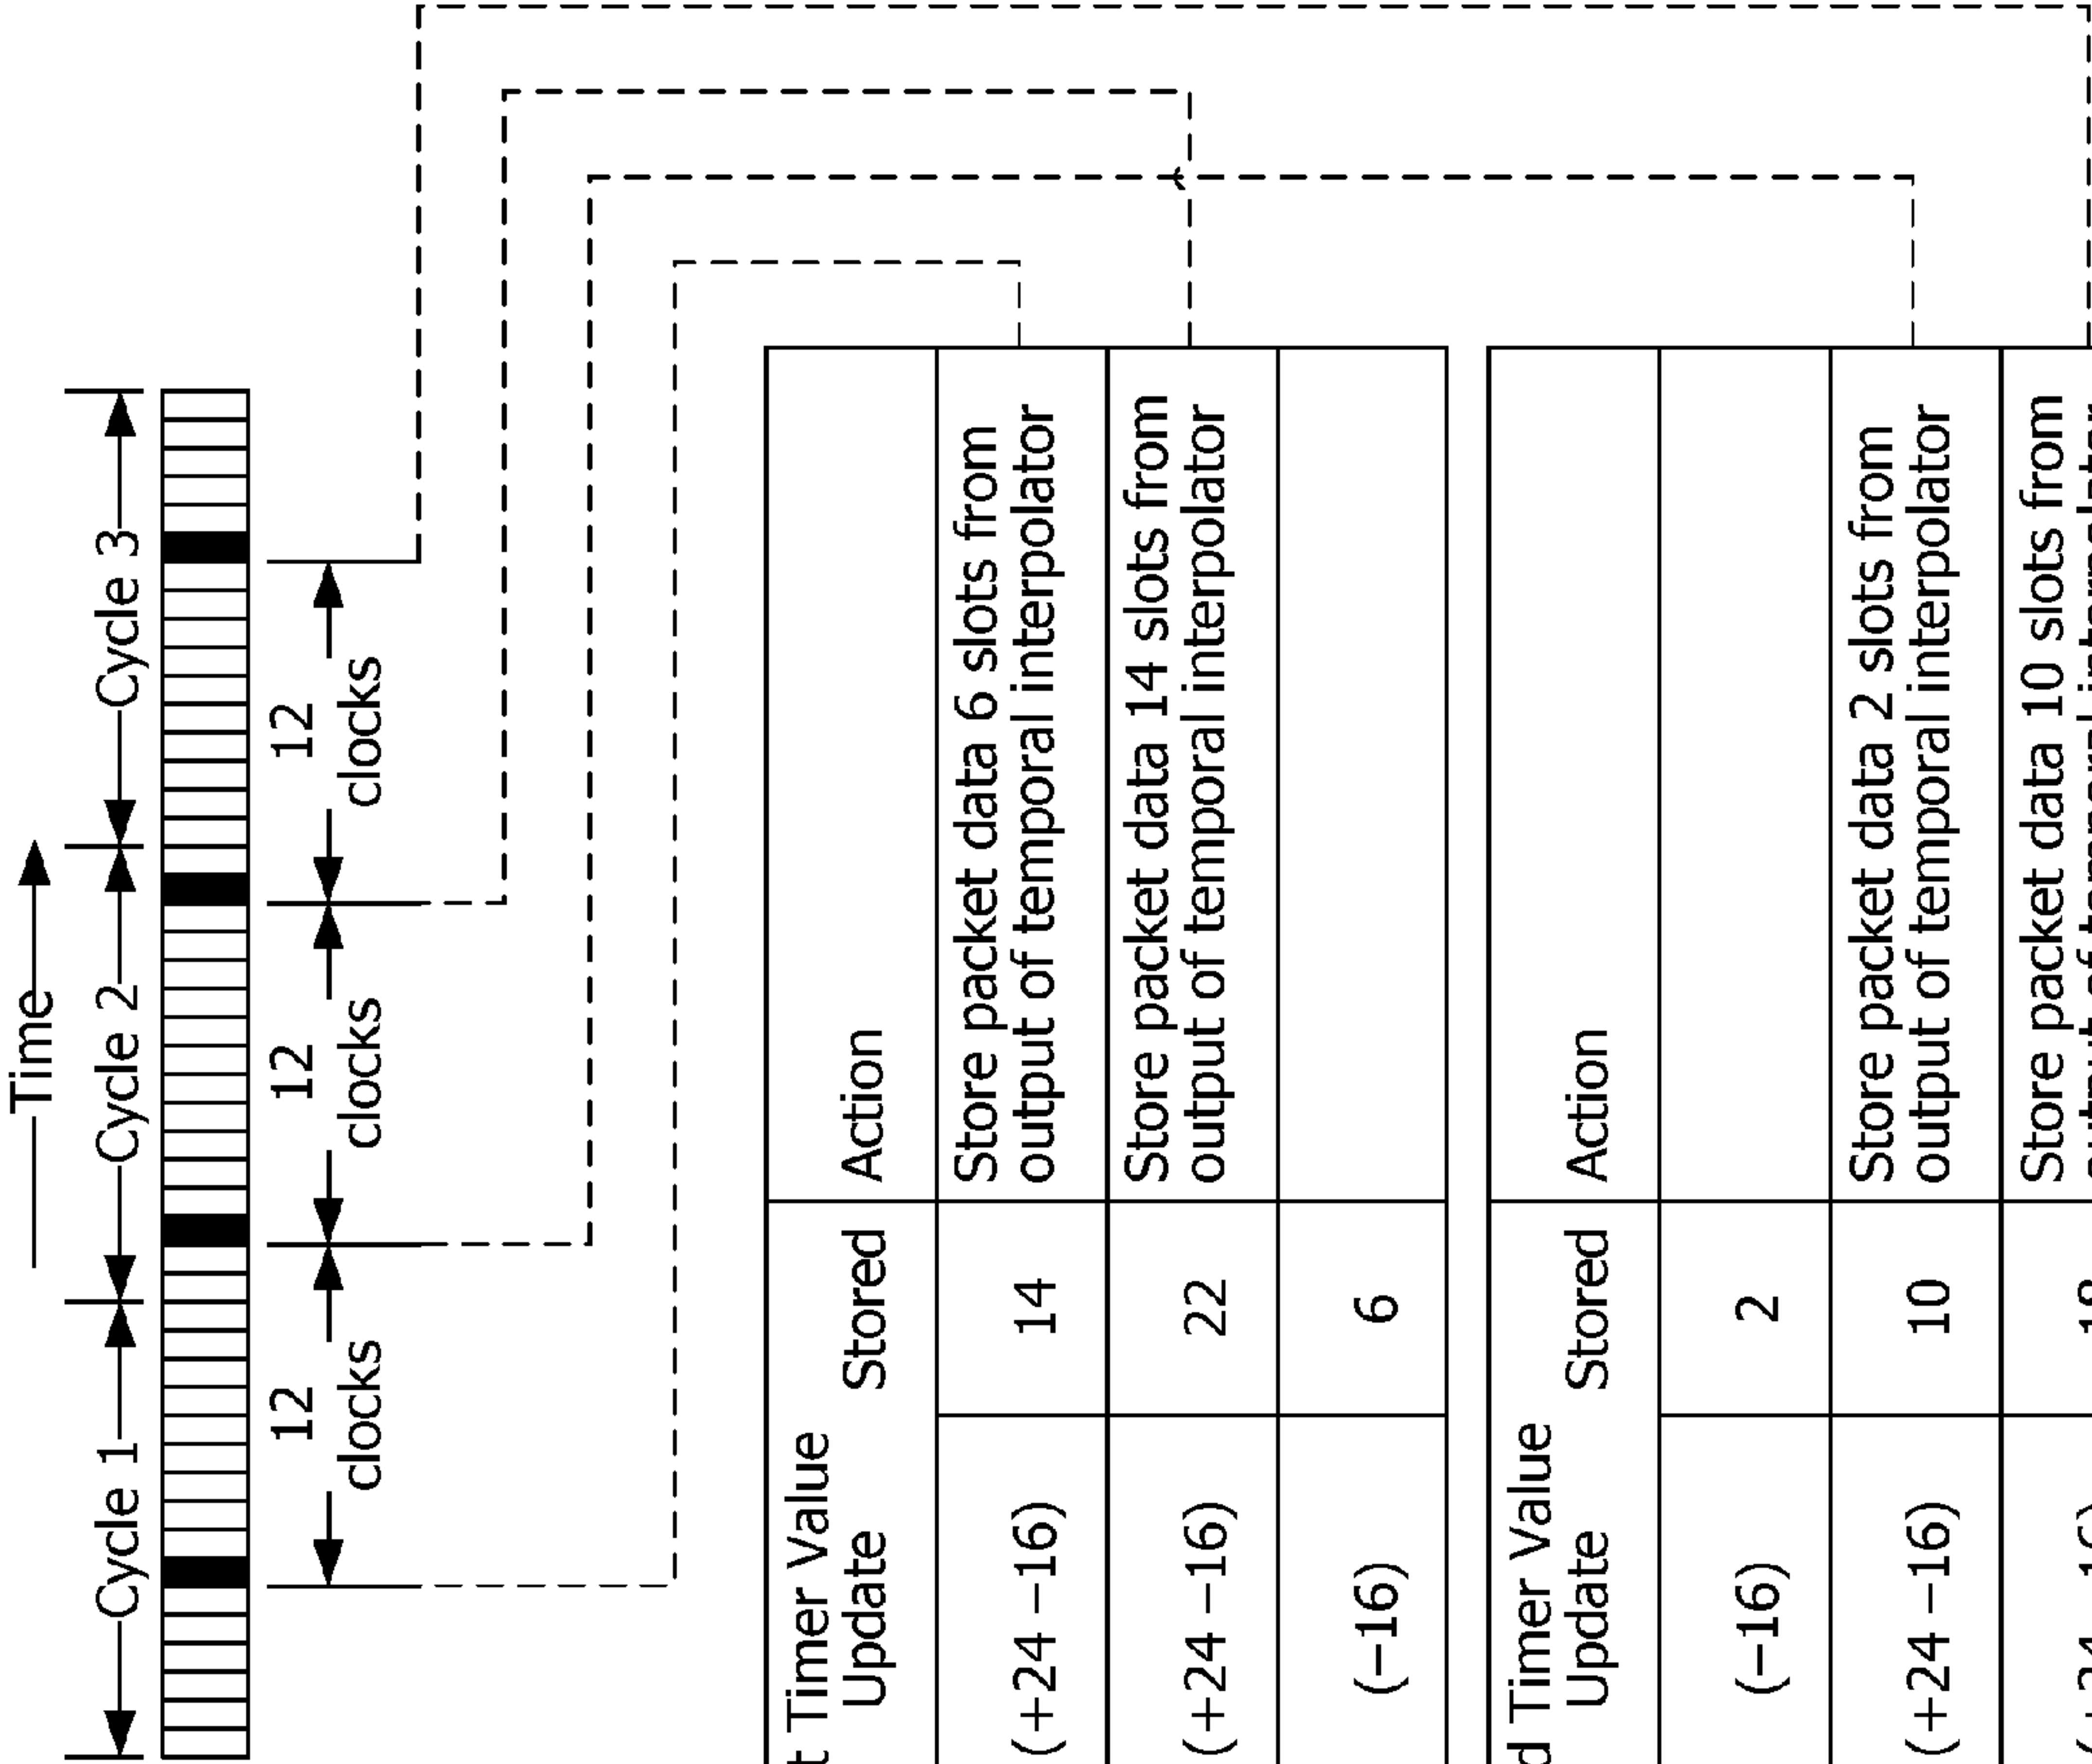 Time
Cycle 1
Cycle 2
Cycle 3
12
clocks
12
clocks
12
clocks
Timer Value
Update
Stored
Action
(+24 −16)
14
Store packet data 6 slots from
output of temporal interpolator
(+24 −16)
22
Store packet data 14 slots from
output of temporal interpolator
(−16)
6
Timer Value
Update
Stored
Action
(−16)
2
(+24 −16)
10
Store packet data 2 slots from
output of temporal interpolator
Store packet data 10 slots from